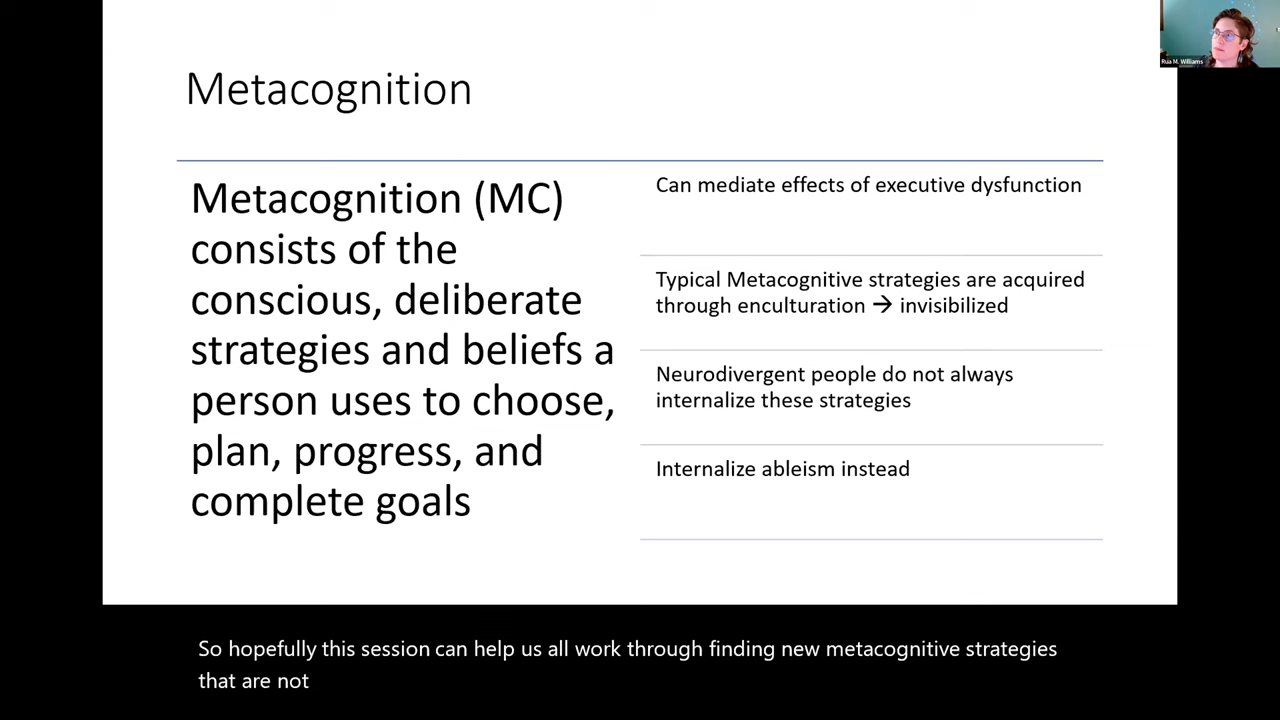 Metacognition
Metacognition (MC)
consists of the
conscious, deliberate
strategies and beliefs a
person uses to choose,
plan, progress, and
complete goals
Can mediate effects of executive dysfunction
Typical Metacognitive strategies are acquired
through enculturation → invisibilized
Neurodivergent people do not always
internalize these strategies
Internalize ableism instead
Rua M. Williams
So hopefully this session can help us all work through finding new metacognitive strategies
that are not